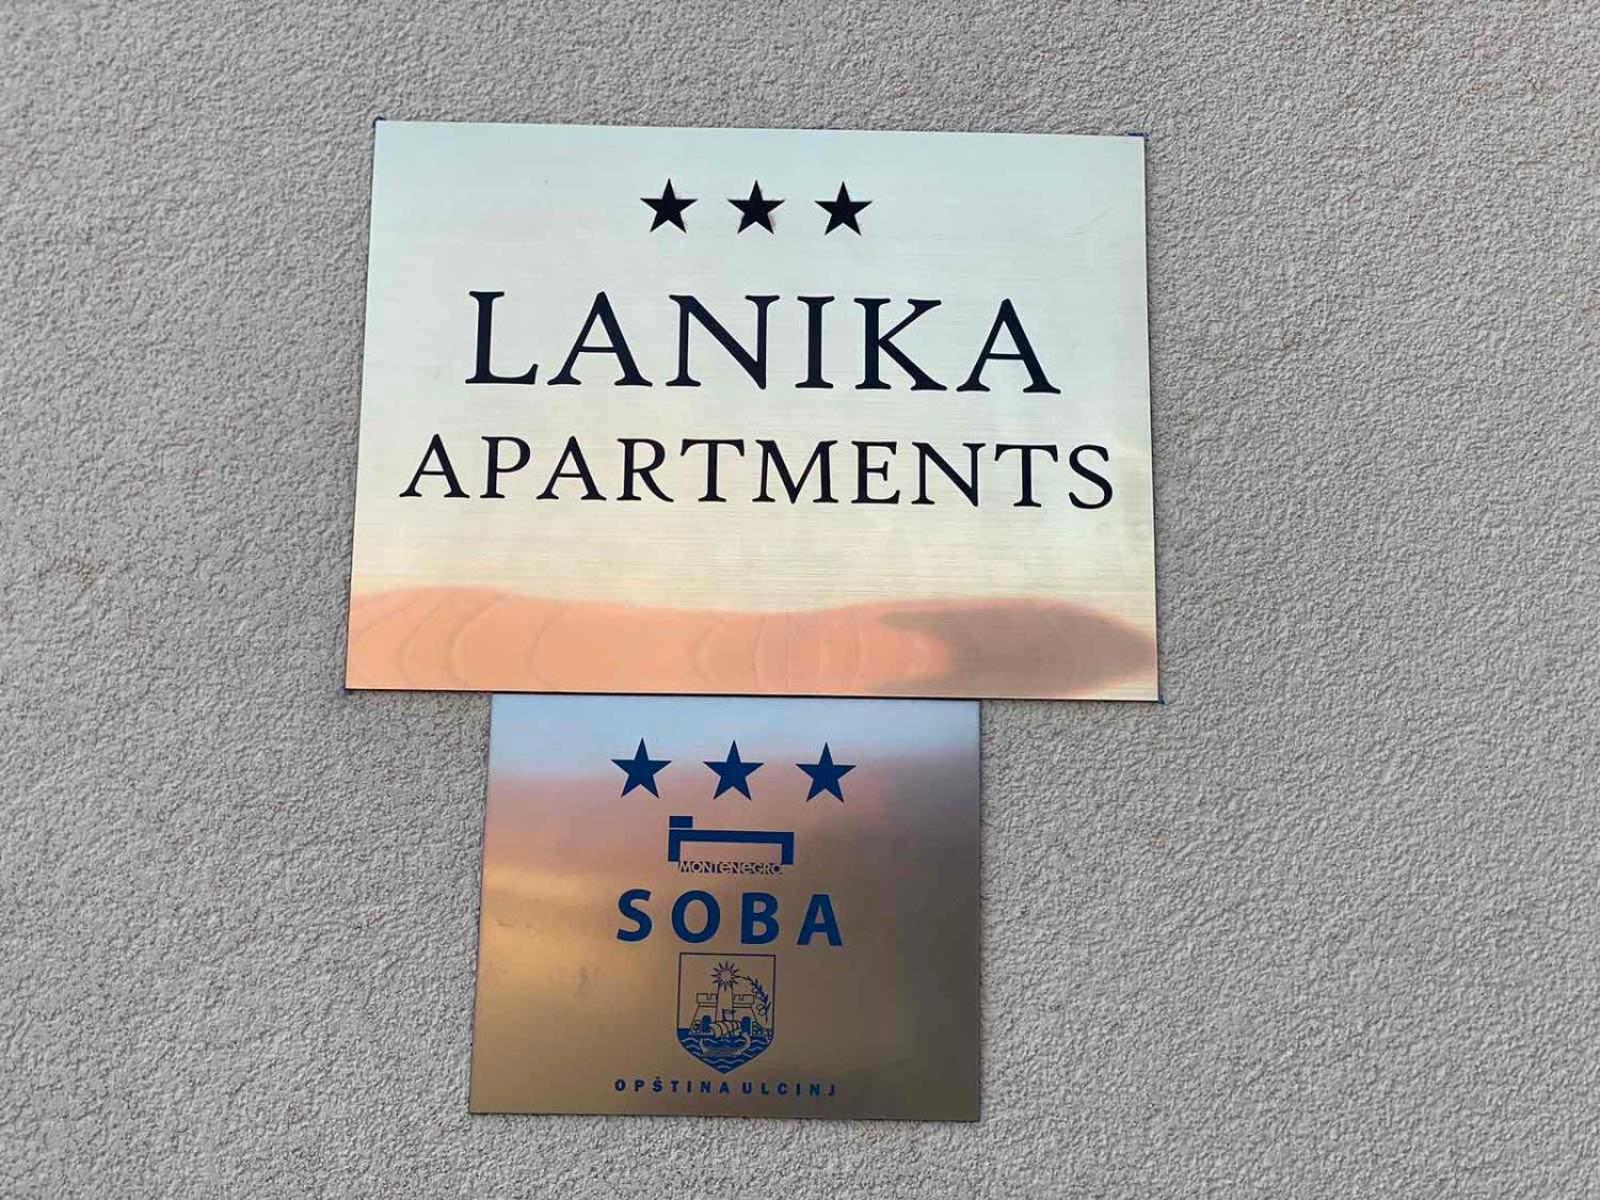 LANIKA
APARTMENTS
MONTENEGRO
SOBA
OPŠTINA ULCINJ